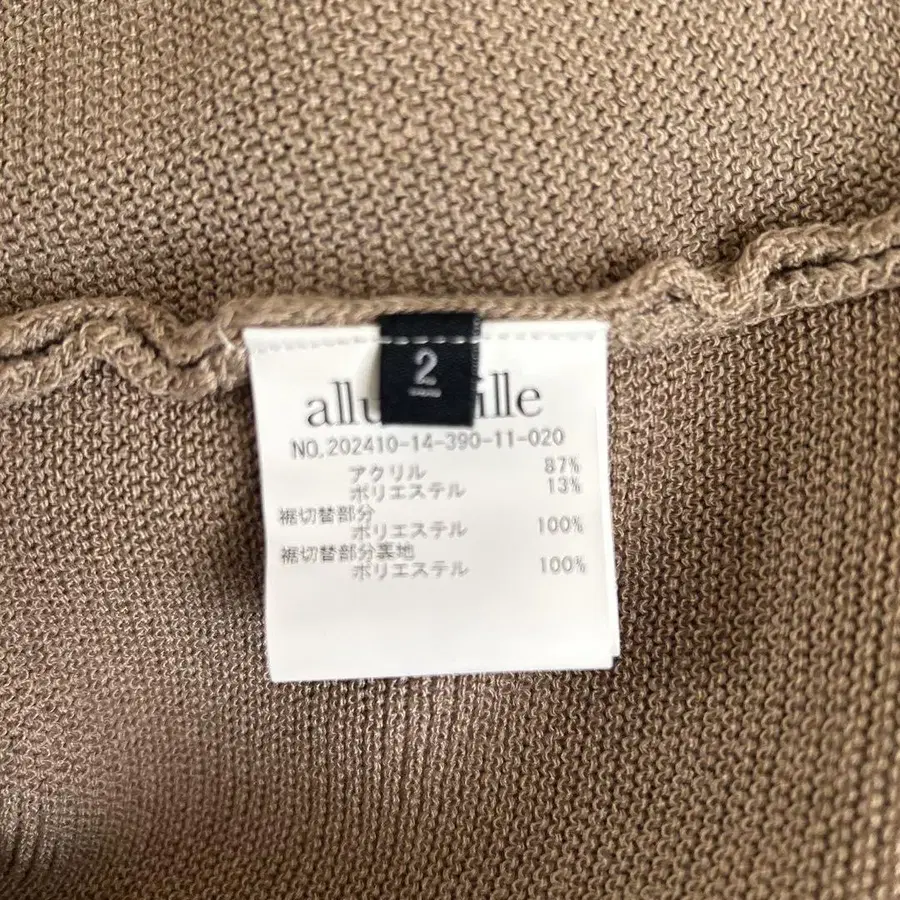 2
allu ille
NO,202410-14-390-11-020
アクリル 87%
ポリエステル 13%
裾切替部分
ポリエステル 100%
裾切替部分裏地
ポリエステル 100%